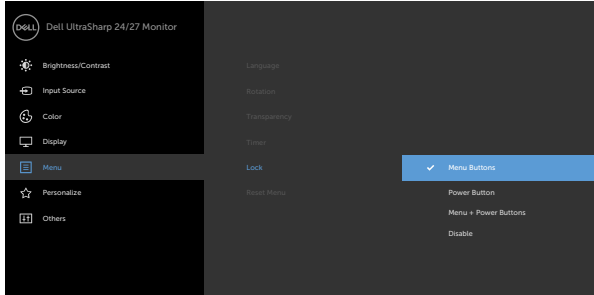 DELL Dell UltraSharp 24/27 Monitor
Brightness/Contrast
Input Source
Color
Display
Menu
Personalize
Others
Language
Rotation
Transparency
Timer
Lock
Reset Menu
Menu Buttons
Power Button
Menu + Power Buttons
Disable